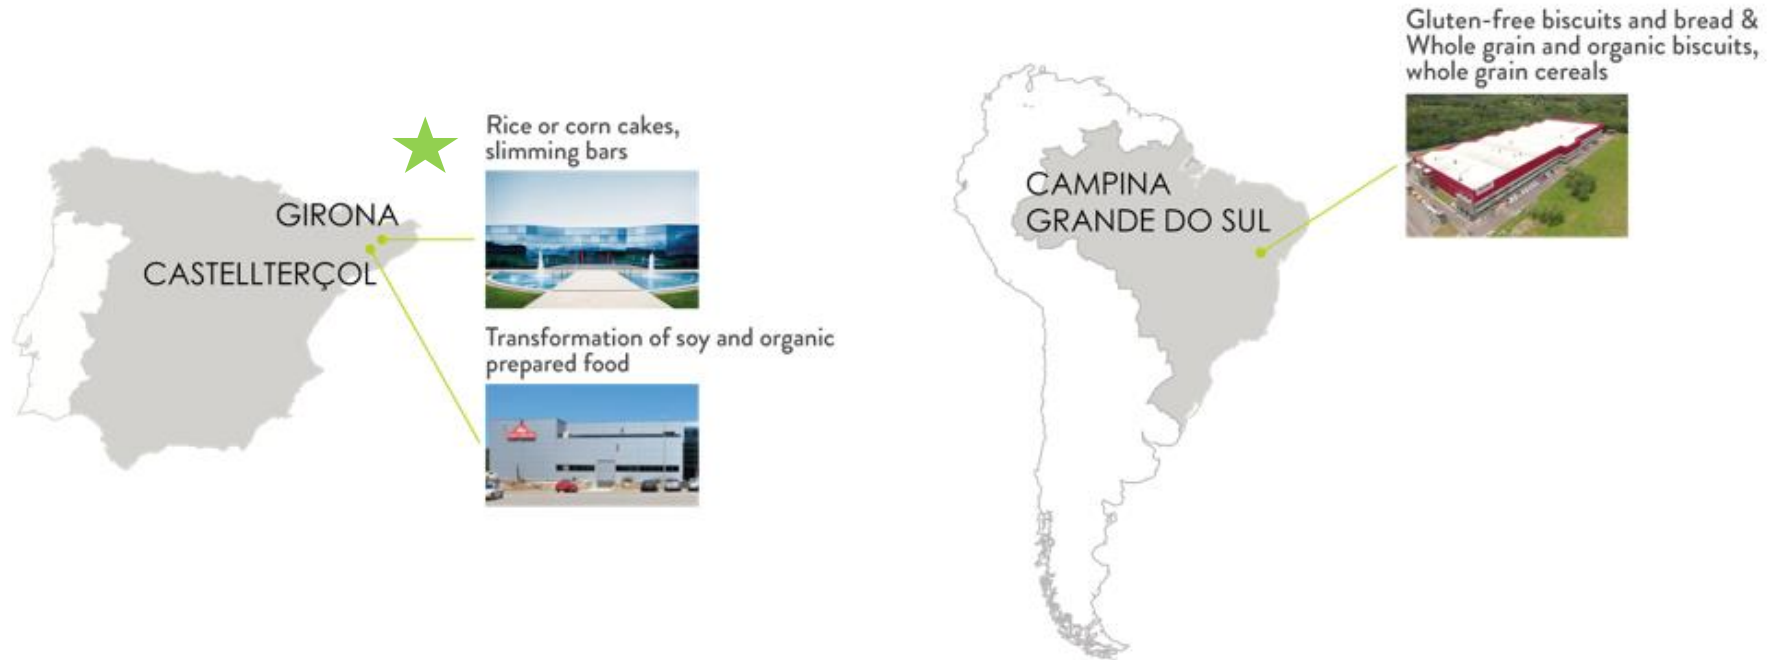 Rice or corn cakes,
slimming bars
GIRONA
CASTELLTERÇOL
Transformation of soy and organic
prepared food
Gluten-free biscuits and bread &
Whole grain and organic biscuits,
whole grain cereals
CAMPINA
GRANDE DO SUL